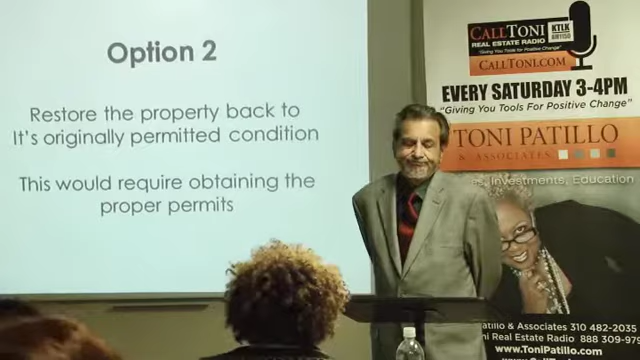 Option 2
Restore the property back to
It's originally permitted condition
This would require obtaining the
proper permits
CALLTONI
REAL ESTATE RADIO
KTLK
"Giving You Tools for Positive Change"
CALLTONI.COM
EVERY SATURDAY 3-4PM
"Giving You Tools For Positive Change"
TONI PATILLO
& ASSOCIATES
Investments, Education
Patillo & Associates 310 482-2035
Toni Real Estate Radio 888 309-97
www.ToniPatillo.com